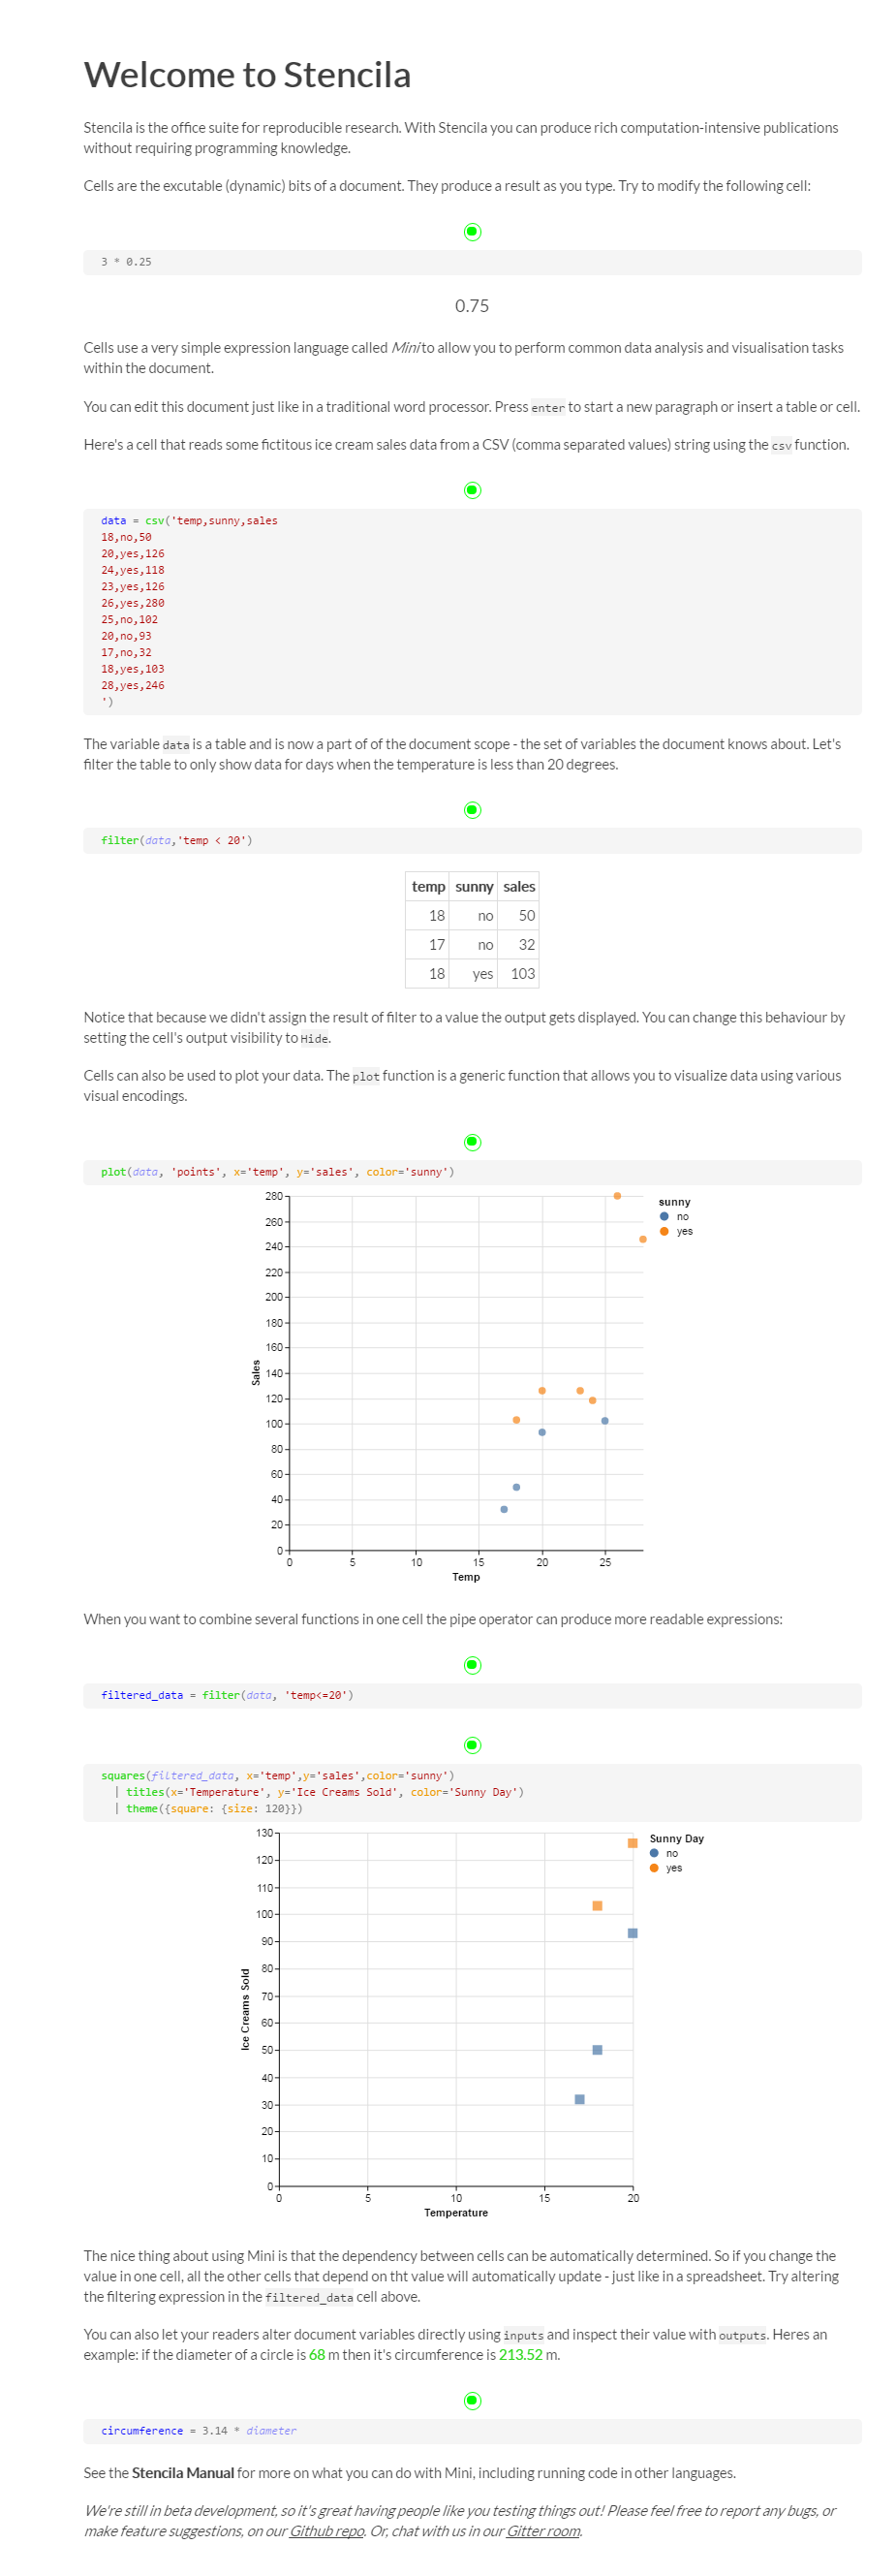 Welcome to Stencila
Stencila is the office suite for reproducible research. With Stencila you can produce rich computation-intensive publications
without requiring programming knowledge.
Cells are the excutable (dynamic) bits of a document. They produce a result as you type. Try to modify the following cell:
3 * 0.25
0.75
Cells use a very simple expression language called Mini to allow you to perform common data analysis and visualisation tasks
within the document.
You can edit this document just like in a traditional word processor. Press enter to start a new paragraph or insert a table or cell.
Here's a cell that reads some fictitous ice cream sales data from a CSV (comma separated values) string using the csv function.
data = csv('temp,sunny,sales
18,no,50
20,yes,126
24,yes,118
23,yes,126
26,yes,280
25,no,102
20,no,93
17,no,32
18,yes,103
28,yes,246
')
The variable data is a table and is now a part of of the document scope - the set of variables the document knows about. Let's
filter the table to only show data for days when the temperature is less than 20 degrees.
filter(data,'temp < 20')
temp sunny sales
18 no 50
17 no 32
18 yes 103
Notice that because we didn't assign the result of filter to a value the output gets displayed. You can change this behaviour by
setting the cell's output visibility to Hide.
Cells can also be used to plot your data. The plot function is a generic function that allows you to visualize data using various
visual encodings.
plot(data, 'points', x='temp', y='sales', color='sunny')
280
260
240
220
200
180
160
140
120
100
80
60
40
20
0
Sales
0 5 10 15 20 25
Temp
sunny
no
yes
When you want to combine several functions in one cell the pipe operator can produce more readable expressions:
filtered_data = filter(data, 'temp<=20')
squares(filtered_data, x='temp',y='sales',color='sunny')
| titles(x='Temperature', y='Ice Creams Sold', color='Sunny Day')
| theme({square: {size: 120}})
130
120
110
100
90
80
70
60
50
40
30
20
10
0
Ice Creams Sold
0 5 10 15 20
Temperature
Sunny Day
no
yes
The nice thing about using Mini is that the dependency between cells can be automatically determined. So if you change the
value in one cell, all the other cells that depend on tht value will automatically update - just like in a spreadsheet. Try altering
the filtering expression in the filtered_data cell above.
You can also let your readers alter document variables directly using inputs and inspect their value with outputs. Heres an
example: if the diameter of a circle is 68 m then it's circumference is 213.52 m.
circumference = 3.14 * diameter
See the Stencila Manual for more on what you can do with Mini, including running code in other languages.
We're still in beta development, so it's great having people like you testing things out! Please feel free to report any bugs, or
make feature suggestions, on our Github repo. Or, chat with us in our Gitter room.